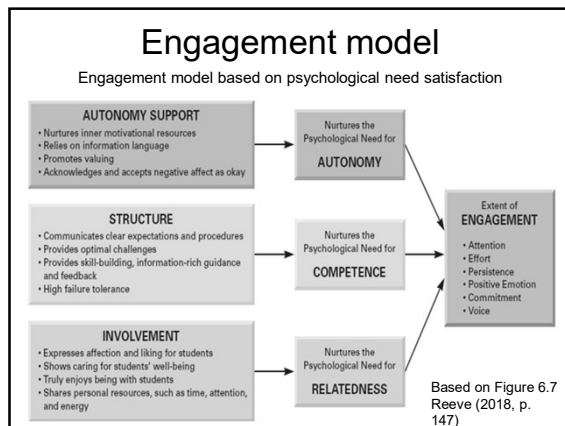 Engagement model
Engagement model based on psychological need satisfaction
AUTONOMY SUPPORT
• Nurtures inner motivational resources
• Relies on information language
• Promotes valuing
• Acknowledges and accepts negative affect as okay
Nurtures the
Psychological Need for
AUTONOMY
STRUCTURE
• Communicates clear expectations and procedures
• Provides optimal challenges
• Provides skill-building, information-rich guidance
and feedback
• High failure tolerance
Nurtures the
Psychological Need for
COMPETENCE
INVOLVEMENT
• Expresses affection and liking for students
• Shows caring for students' well-being
• Truly enjoys being with students
• Shares personal resources, such as time, attention,
and energy
Nurtures the
Psychological Need for
RELATEDNESS
Extent of
ENGAGEMENT
• Attention
• Effort
• Persistence
• Positive Emotion
• Commitment
• Voice
Based on Figure 6.7
Reeve (2018, p.
147)